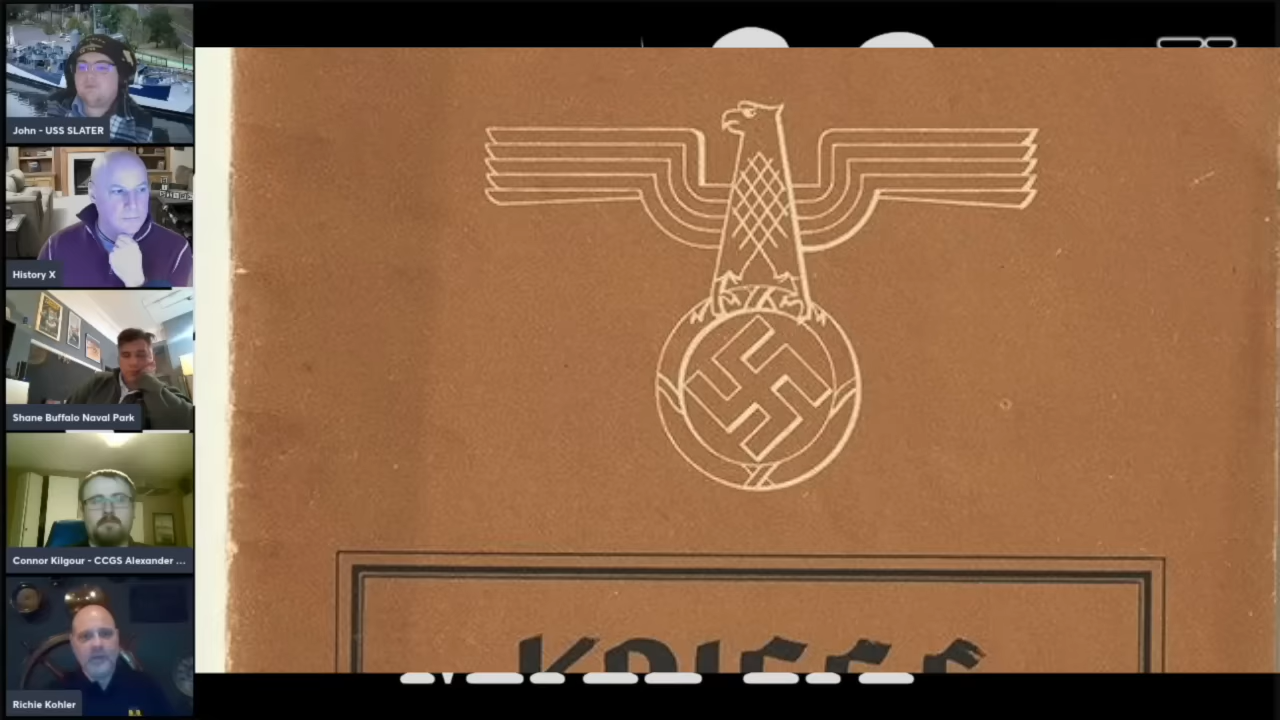 John - USS SLATER
History X
Shane Buffalo Naval Park
Connor Kilgour - CCGS Alexander ...
Richie Kohler